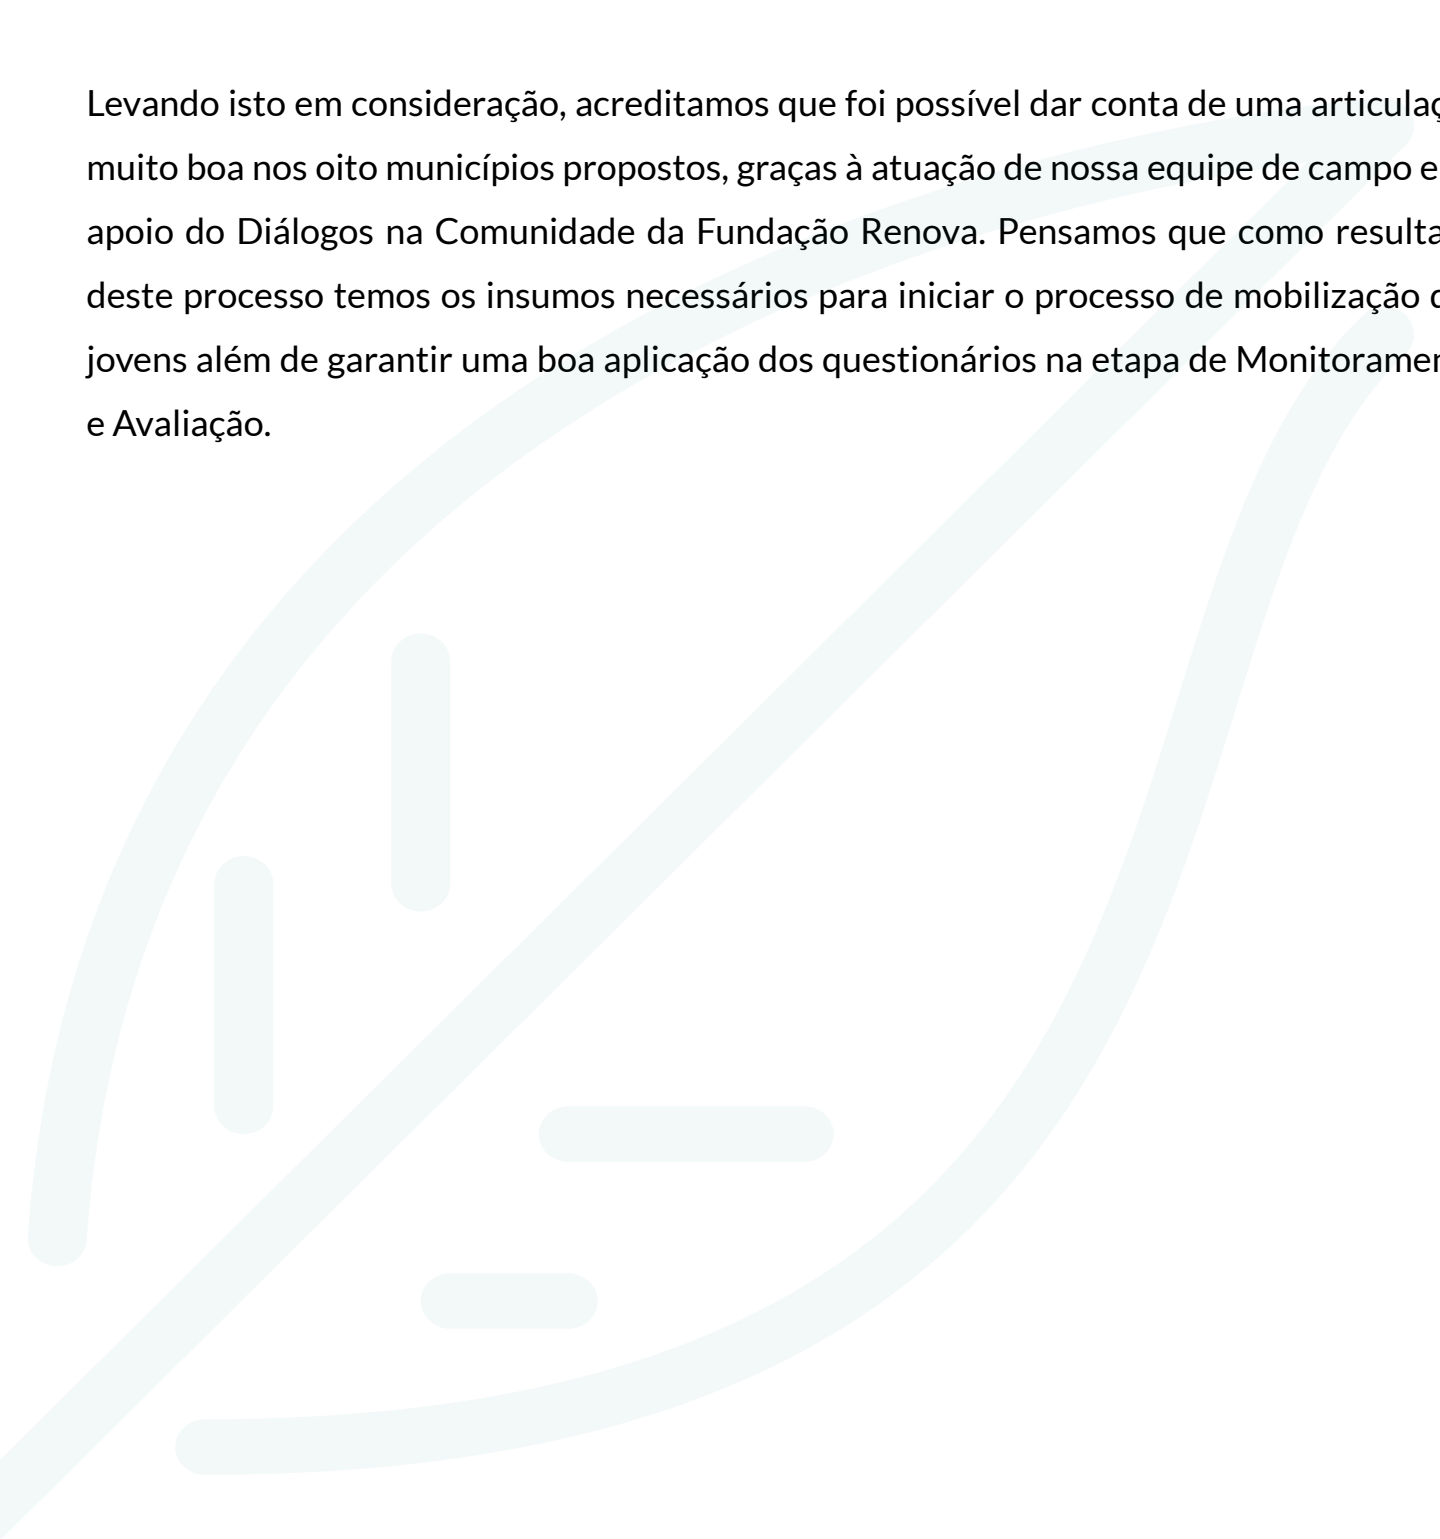 Levando isto em consideração, acreditamos que foi possível dar conta de uma
muito boa nos oito municípios propostos, graças à atuação de nossa equipe de campo e
apoio do Diálogos na Comunidade da Fundação Renova. Pensamos que como
deste processo temos os insumos necessários para iniciar o processo de mobilização
jovens além de garantir uma boa aplicação dos questionários na etapa de
e Avaliação.